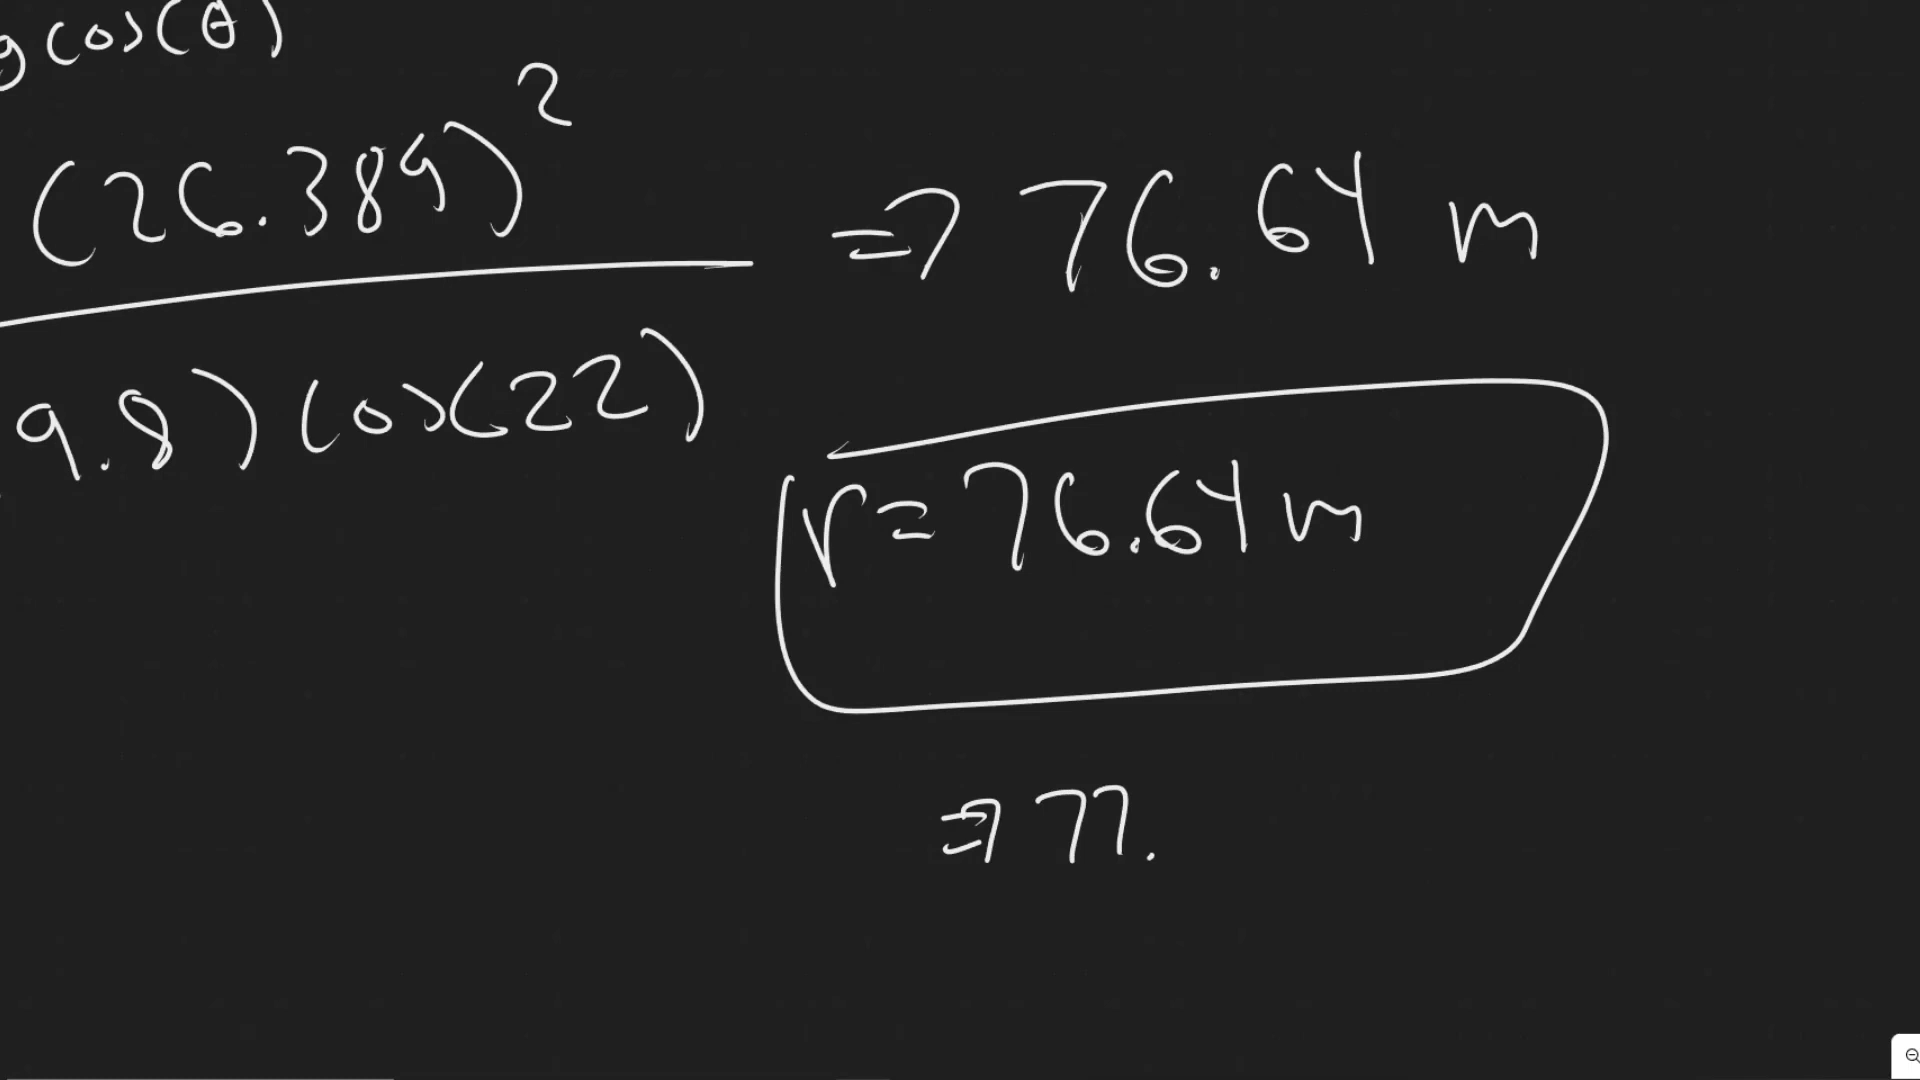 g cos(θ)
(26.389)² => 76.64 m
9.8) cos(22)
r = 76.64 m
=> 77.